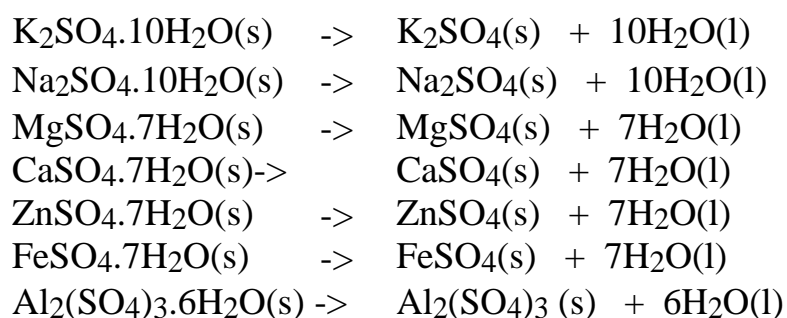 K2SO4.10H2O(s) -> K2SO4(s) + 10H2O(l)
Na2SO4.10H2O(s) -> Na2SO4(s) + 10H2O(l)
MgSO4.7H2O(s) -> MgSO4(s) + 7H2O(l)
CaSO4.7H2O(s)-> CaSO4(s) + 7H2O(l)
ZnSO4.7H2O(s) -> ZnSO4(s) + 7H2O(l)
FeSO4.7H2O(s) -> FeSO4(s) + 7H2O(l)
Al2(SO4)3.6H2O(s) -> Al2(SO4)3 (s) + 6H2O(l)